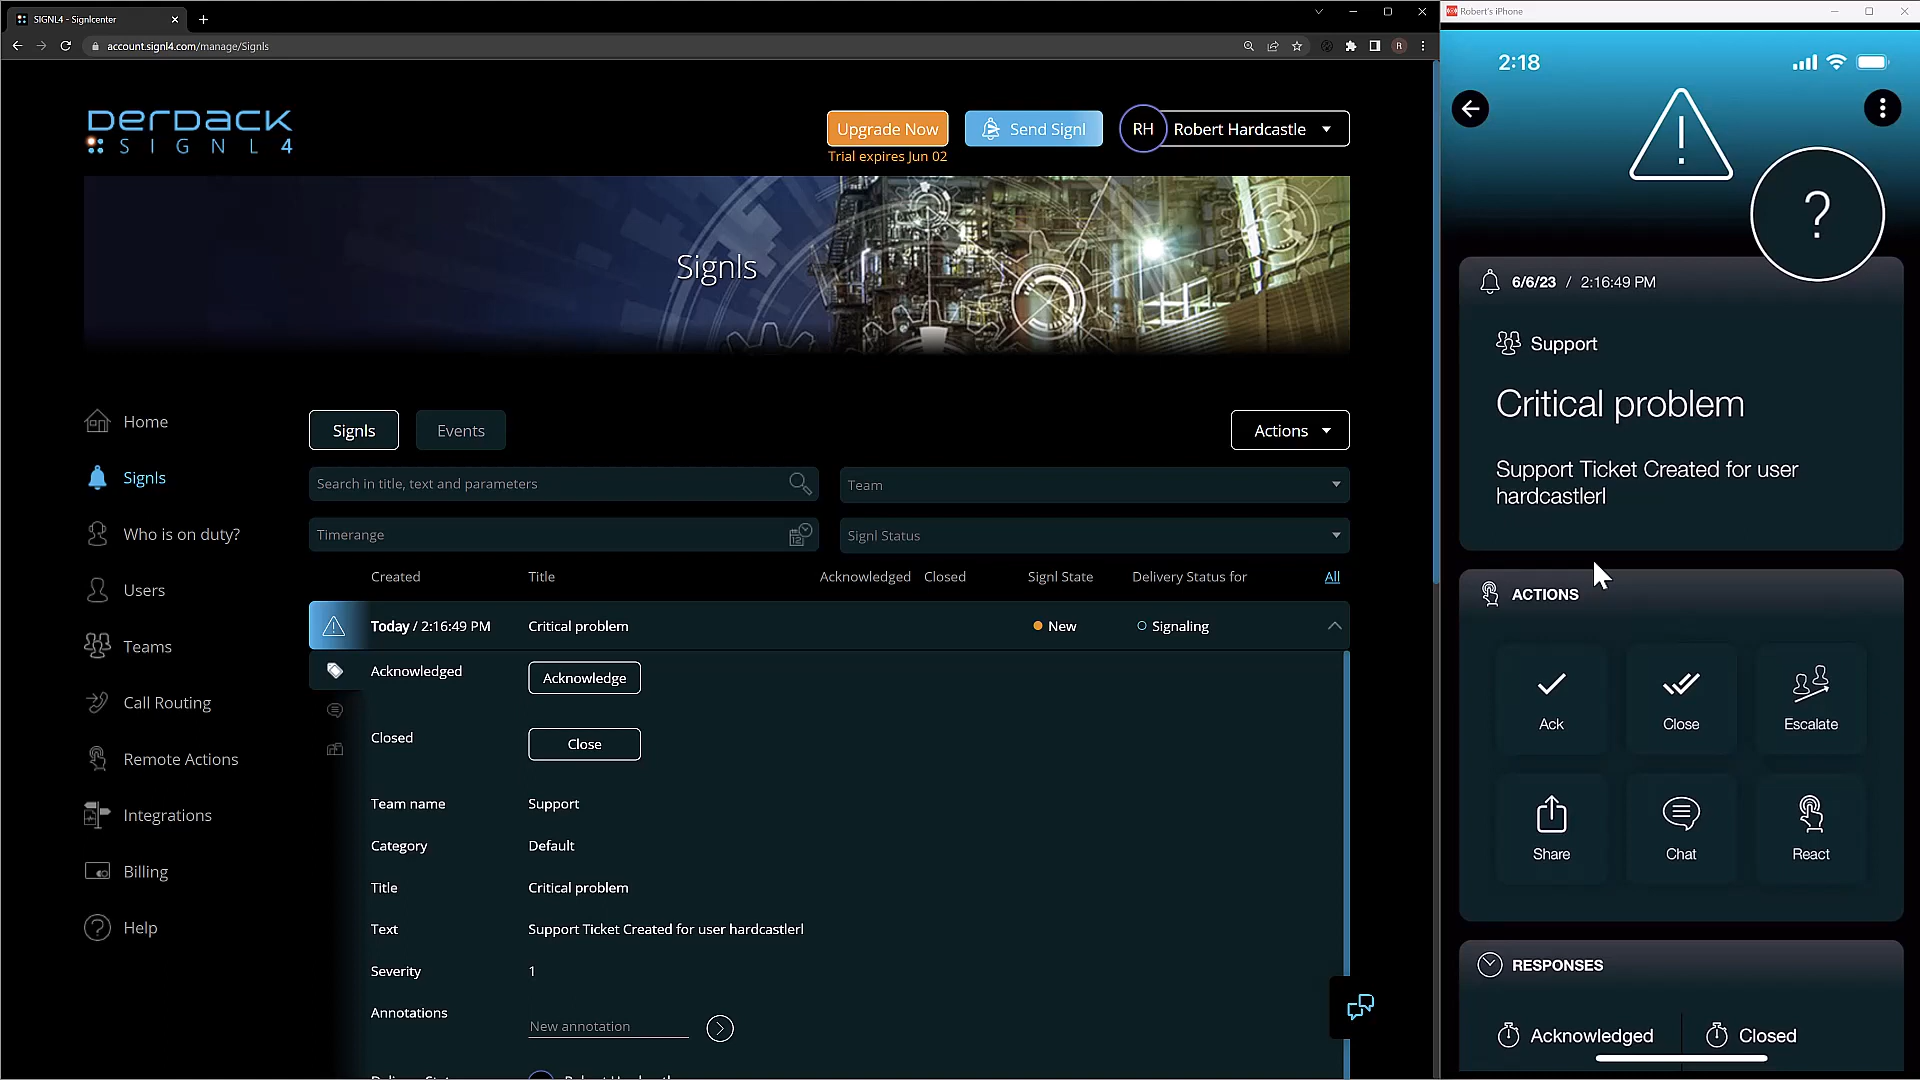 SIGNL4 - Signlcenter
account.signl4.com/manage/Signls
R
DERDACK
SIGNL4
Upgrade Now
Trial expires Jun 02
Send Signl
RH
Robert Hardcastle
Signls
Home
Signls
Who is on duty?
Users
Teams
Call Routing
Remote Actions
Integrations
Billing
Help
Signls
Events
Actions
Search in title, text and parameters
Team
Timerange
Signl Status
Created
Title
Acknowledged
Closed
Signl State
Delivery Status for
All
Today / 2:16:49 PM
Critical problem
New
Signaling
Acknowledged
Acknowledge
Closed
Close
Team name
Support
Category
Default
Title
Critical problem
Text
Support Ticket Created for user hardcastlerl
Severity
1
Annotations
New annotation
Robert's iPhone
2:18
6/6/23 / 2:16:49 PM
Support
Critical problem
Support Ticket Created for user
hardcastlerl
ACTIONS
Ack
Close
Escalate
Share
Chat
React
RESPONSES
Acknowledged
Closed